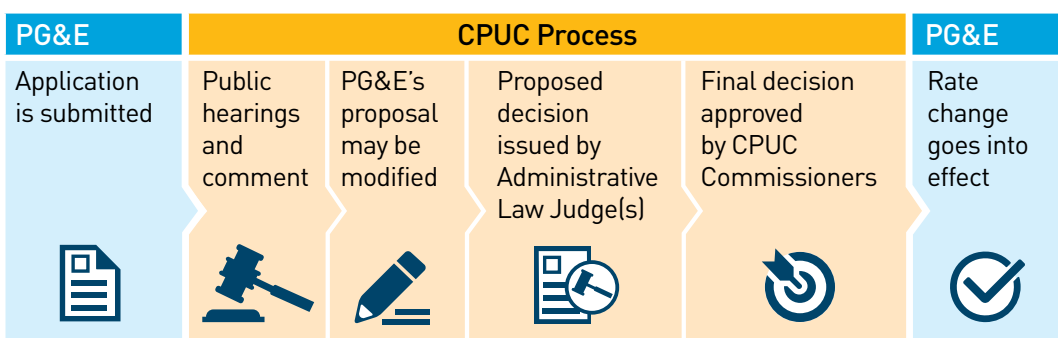 PG&E
CPUC Process
PG&E
Application
is submitted
Public
hearings
and
comment
PG&E's
proposal
may be
modified
Proposed
decision
issued by
Administrative
Law Judge(s)
Final decision
approved
by CPUC
Commissioners
Rate
change
goes into
effect